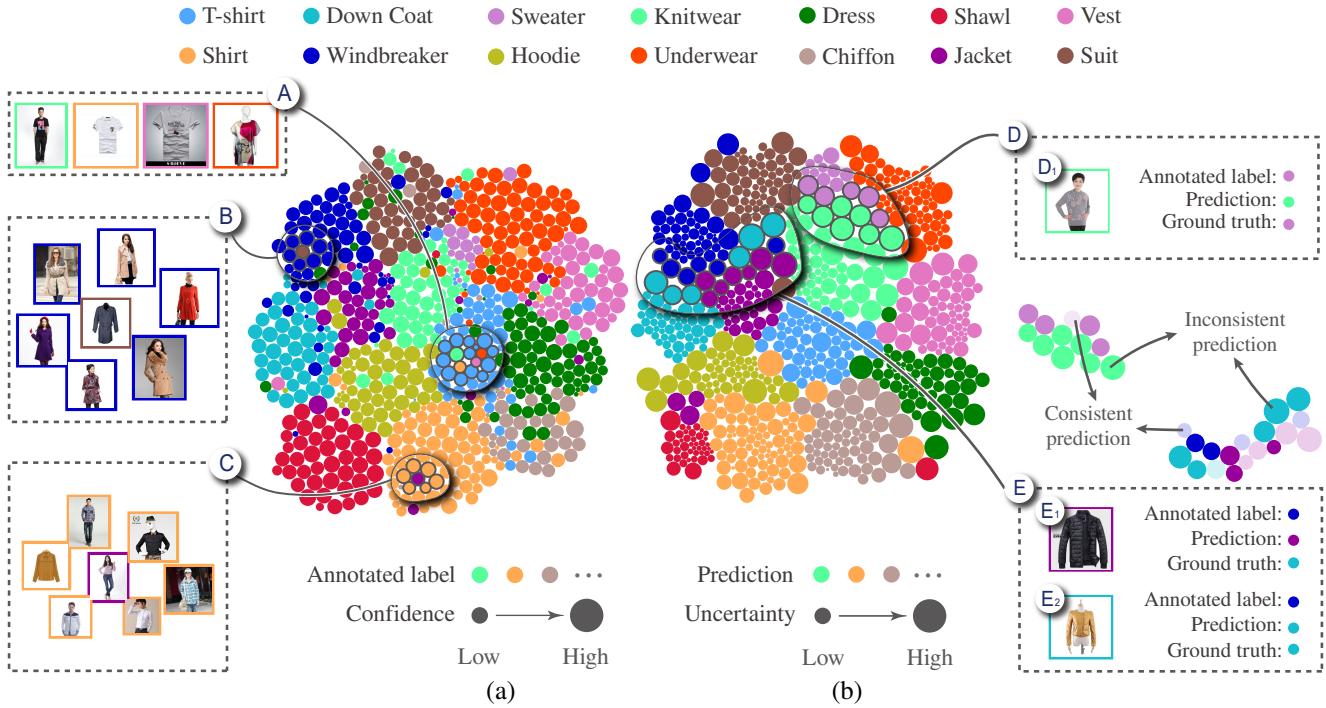 T-shirt Down Coat Sweater Knitwear Dress Shawl Vest
Shirt Windbreaker Hoodie Underwear Chiffon Jacket Suit
A
B
C
D
D1
Annotated label:
Prediction:
Ground truth:
Inconsistent
prediction
Consistent
prediction
E
E1
Annotated label:
Prediction:
Ground truth:
E2
Annotated label:
Prediction:
Ground truth:
Annotated label ...
Confidence
Low High
(a)
Prediction ...
Uncertainty
Low High
(b)